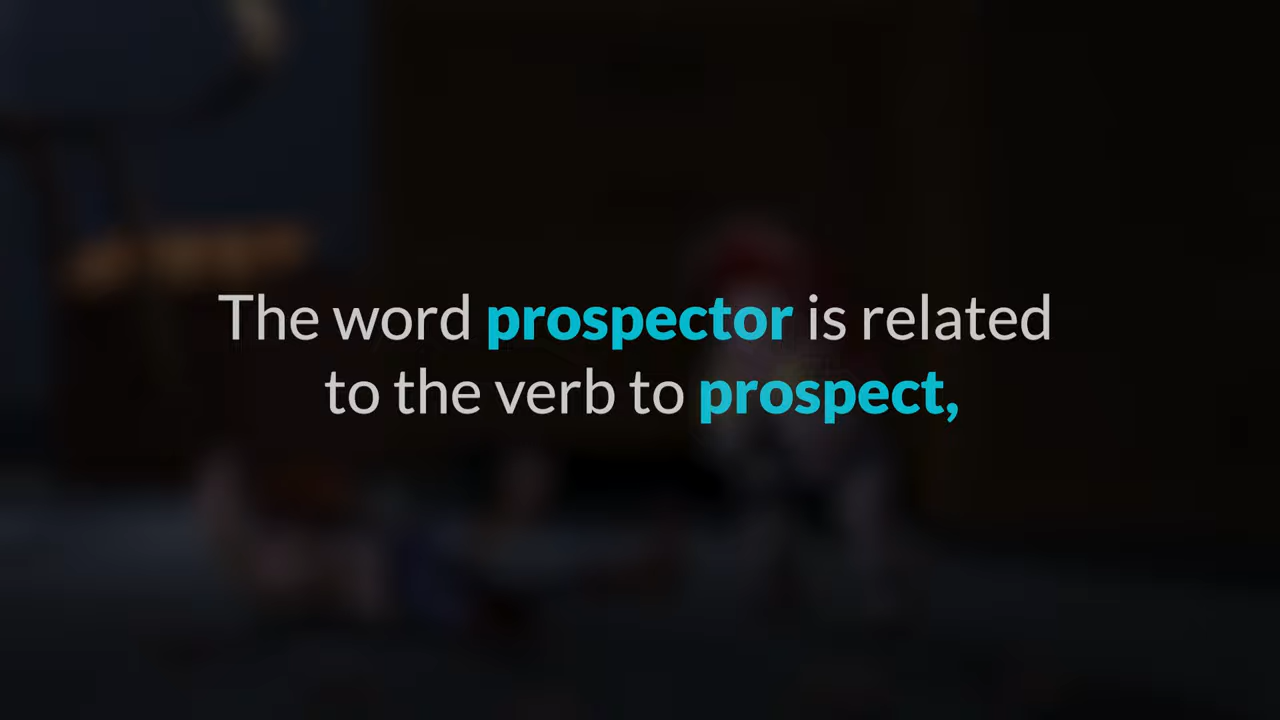 The word prospector is related
to the verb to prospect,